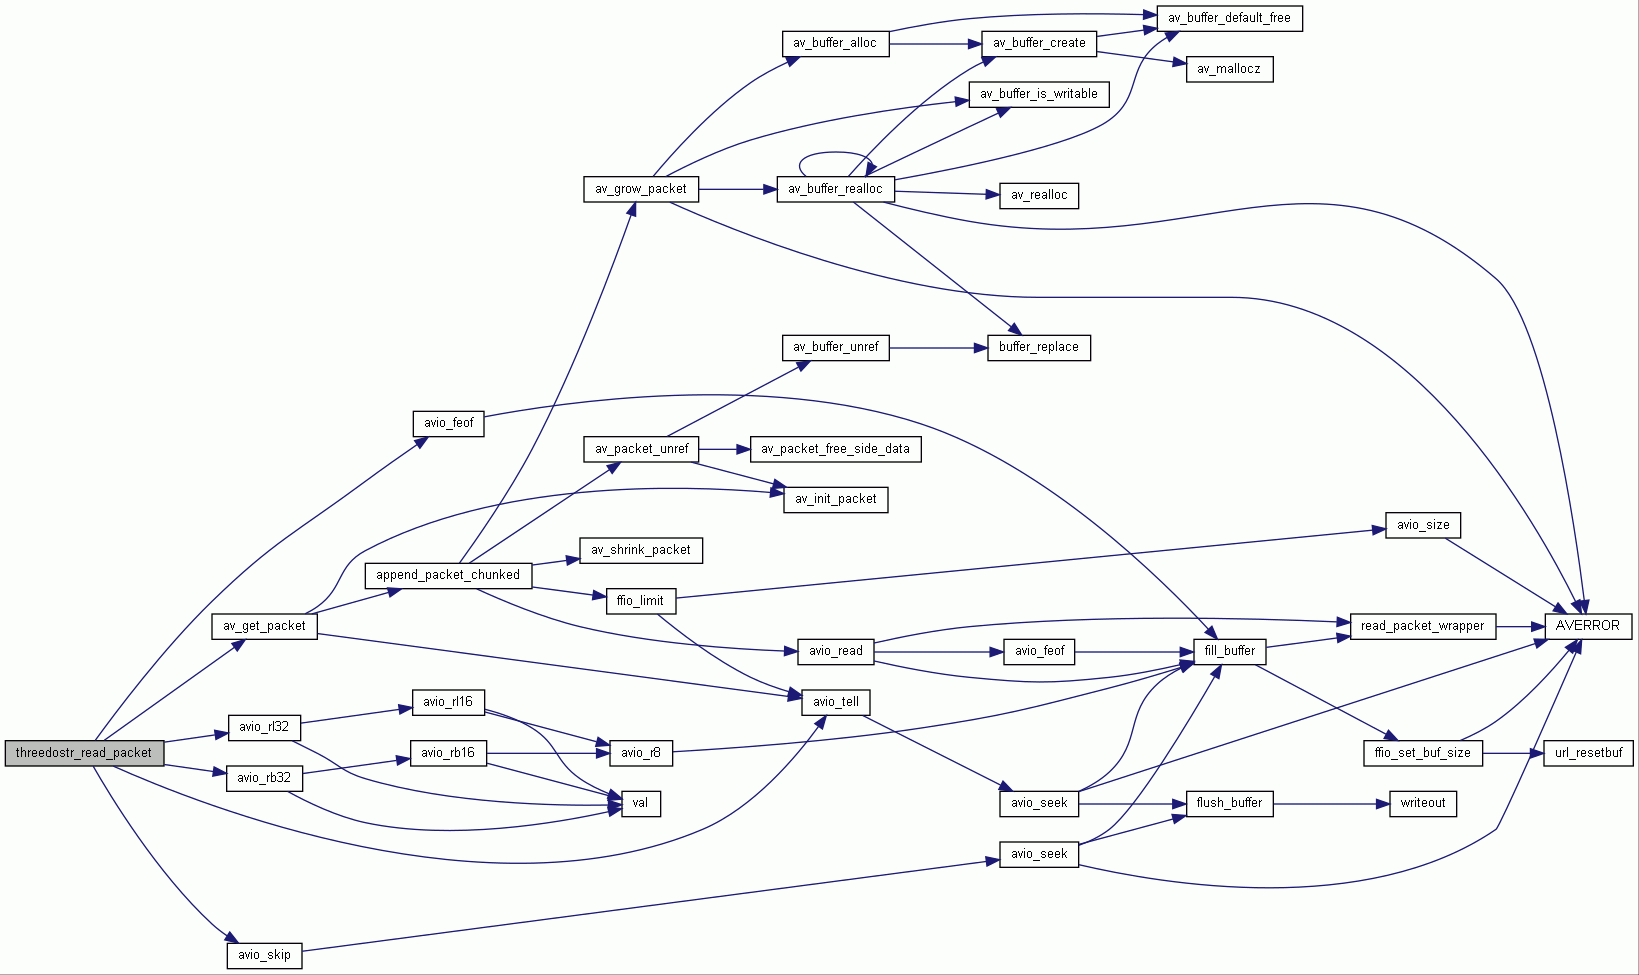 av_buffer_default_free
av_buffer_alloc
av_buffer_create
av_mallocz
av_buffer_is_writable
av_grow_packet
av_buffer_realloc
av_realloc
av_buffer_unref
buffer_replace
avio_feof
av_packet_unref
av_packet_free_side_data
av_init_packet
avio_size
av_shrink_packet
append_packet_chunked
ffio_limit
av_get_packet
read_packet_wrapper
AVERROR
avio_read
avio_feof
fill_buffer
avio_rl16
avio_tell
avio_rl32
threedostr_read_packet
avio_rb16
avio_r8
ffio_set_buf_size
url_resetbuf
avio_rb32
val
avio_seek
flush_buffer
writeout
avio_seek
avio_skip